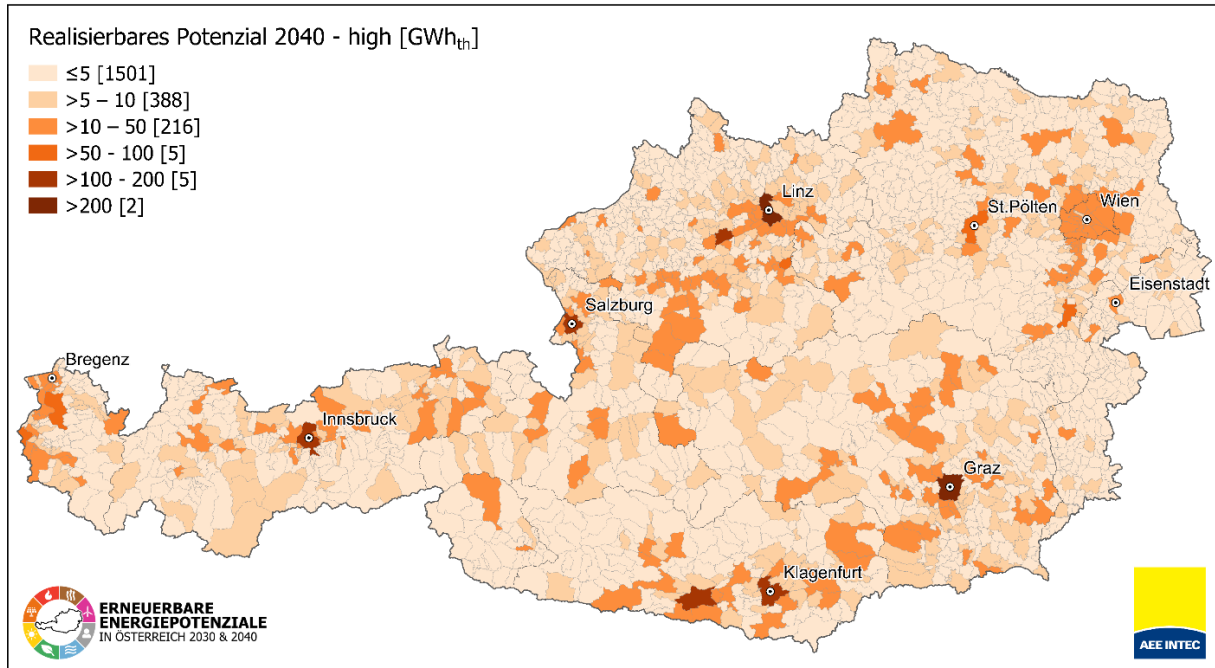 Realisierbares Potenzial 2040 - high [GWhth]
≤5 [1501]
>5 – 10 [388]
>10 – 50 [216]
>50 - 100 [5]
>100 - 200 [5]
>200 [2]
Linz
St.Pölten
Wien
Eisenstadt
Salzburg
Bregenz
Innsbruck
Graz
Klagenfurt
ERNEUERBARE
ENERGIEPOTENZIALE
IN ÖSTERREICH 2030 & 2040
AEE INTEC